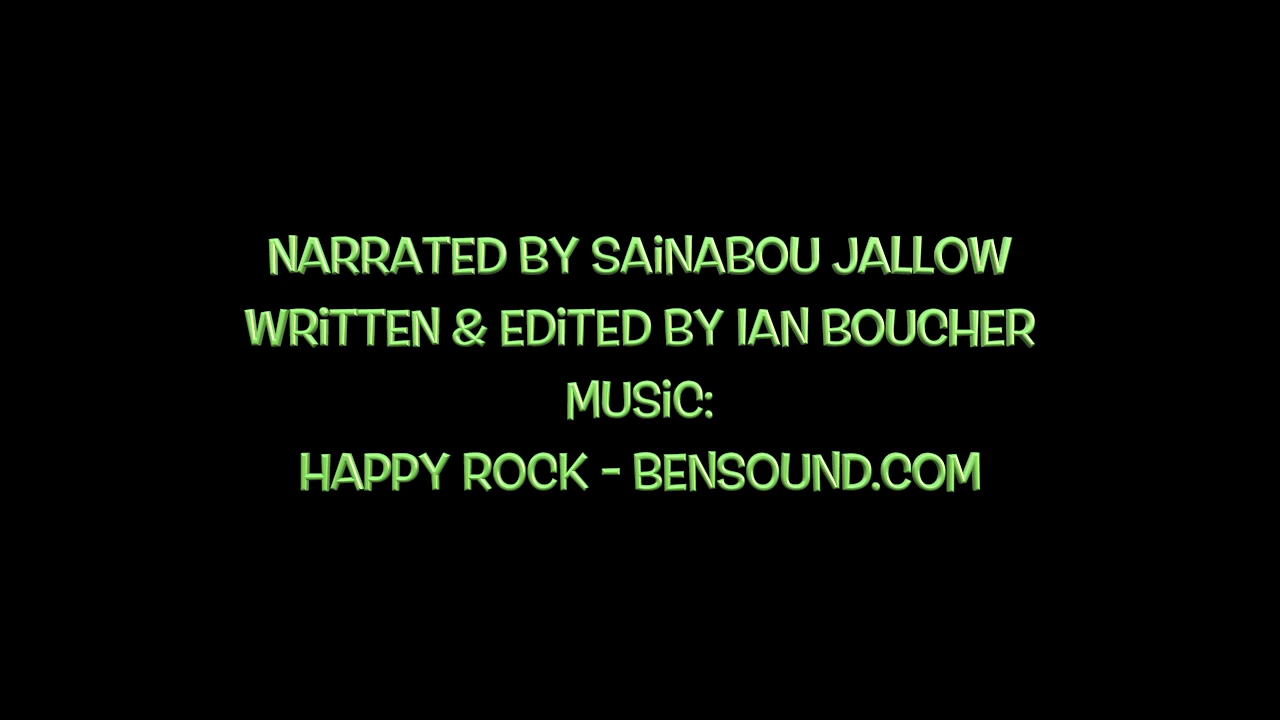 NARRATED BY SAiNABOU JALLOW
WRiTTEN & EDiTED BY IAN BOUCHER
MUSiC:
HAPPY ROCK - BENSOUND.COM